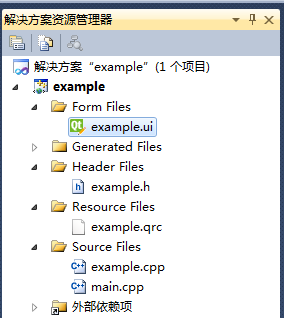 解决方案资源管理器
解决方案“example”(1 个项目)
example
Form Files
example.ui
Generated Files
Header Files
example.h
Resource Files
example.qrc
Source Files
example.cpp
main.cpp
外部依赖项